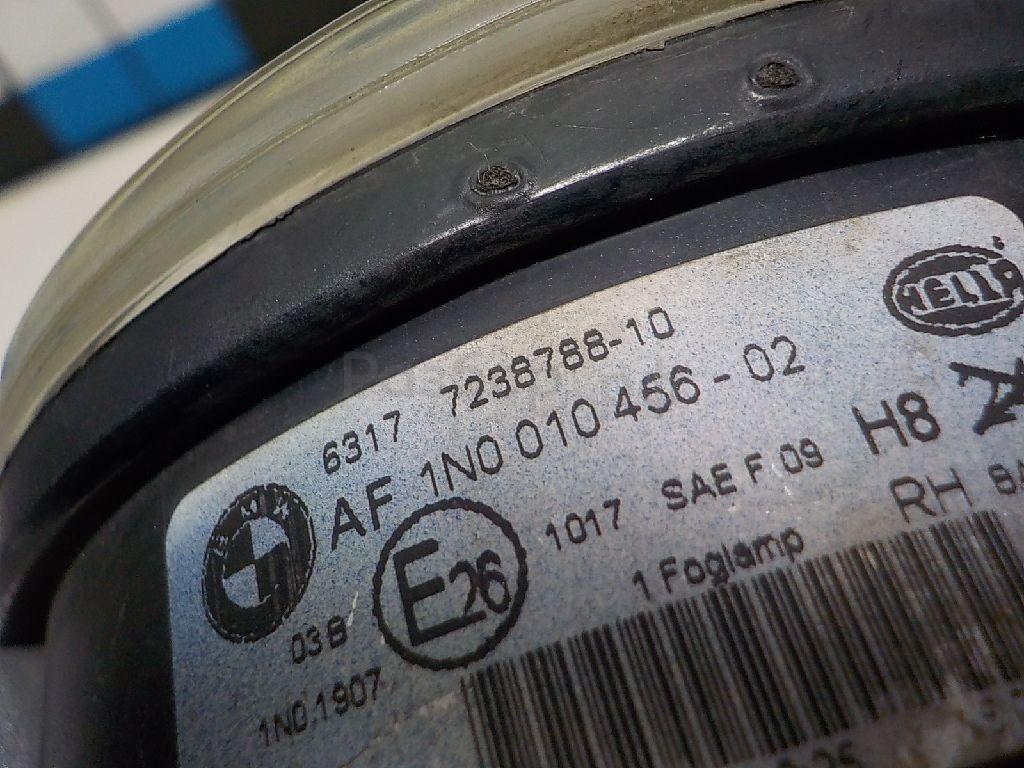 HELLA
6317 7238788-10
AF 1N0 010 456 - 02
H8
BMW
E26
1017 SAE F 09
RH
03 B
1 Foglamp
1N0.1907